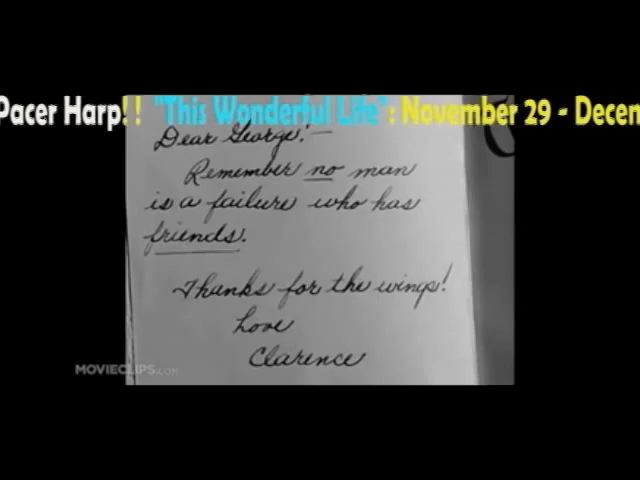 Pacer Harp!! "This Wonderful Life": November 29 - Decem
Dear George:—
Remember no man
is a failure who has
friends.
Thanks for the wings!
Love
Clarence
MOVIECLIPS.COM